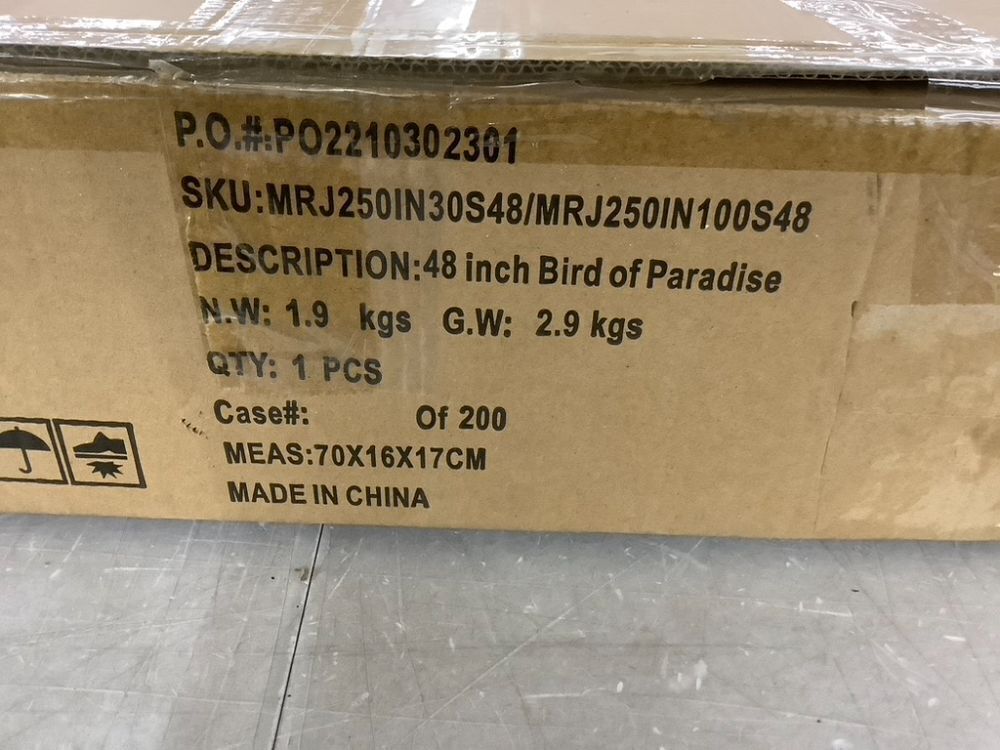 P.O.#:PO2210302301
SKU:MRJ250IN30S48/MRJ250IN100S48
DESCRIPTION:48 inch Bird of Paradise
N.W: 1.9 kgs G.W: 2.9 kgs
QTY: 1 PCS
Case#: Of 200
MEAS:70X16X17CM
MADE IN CHINA